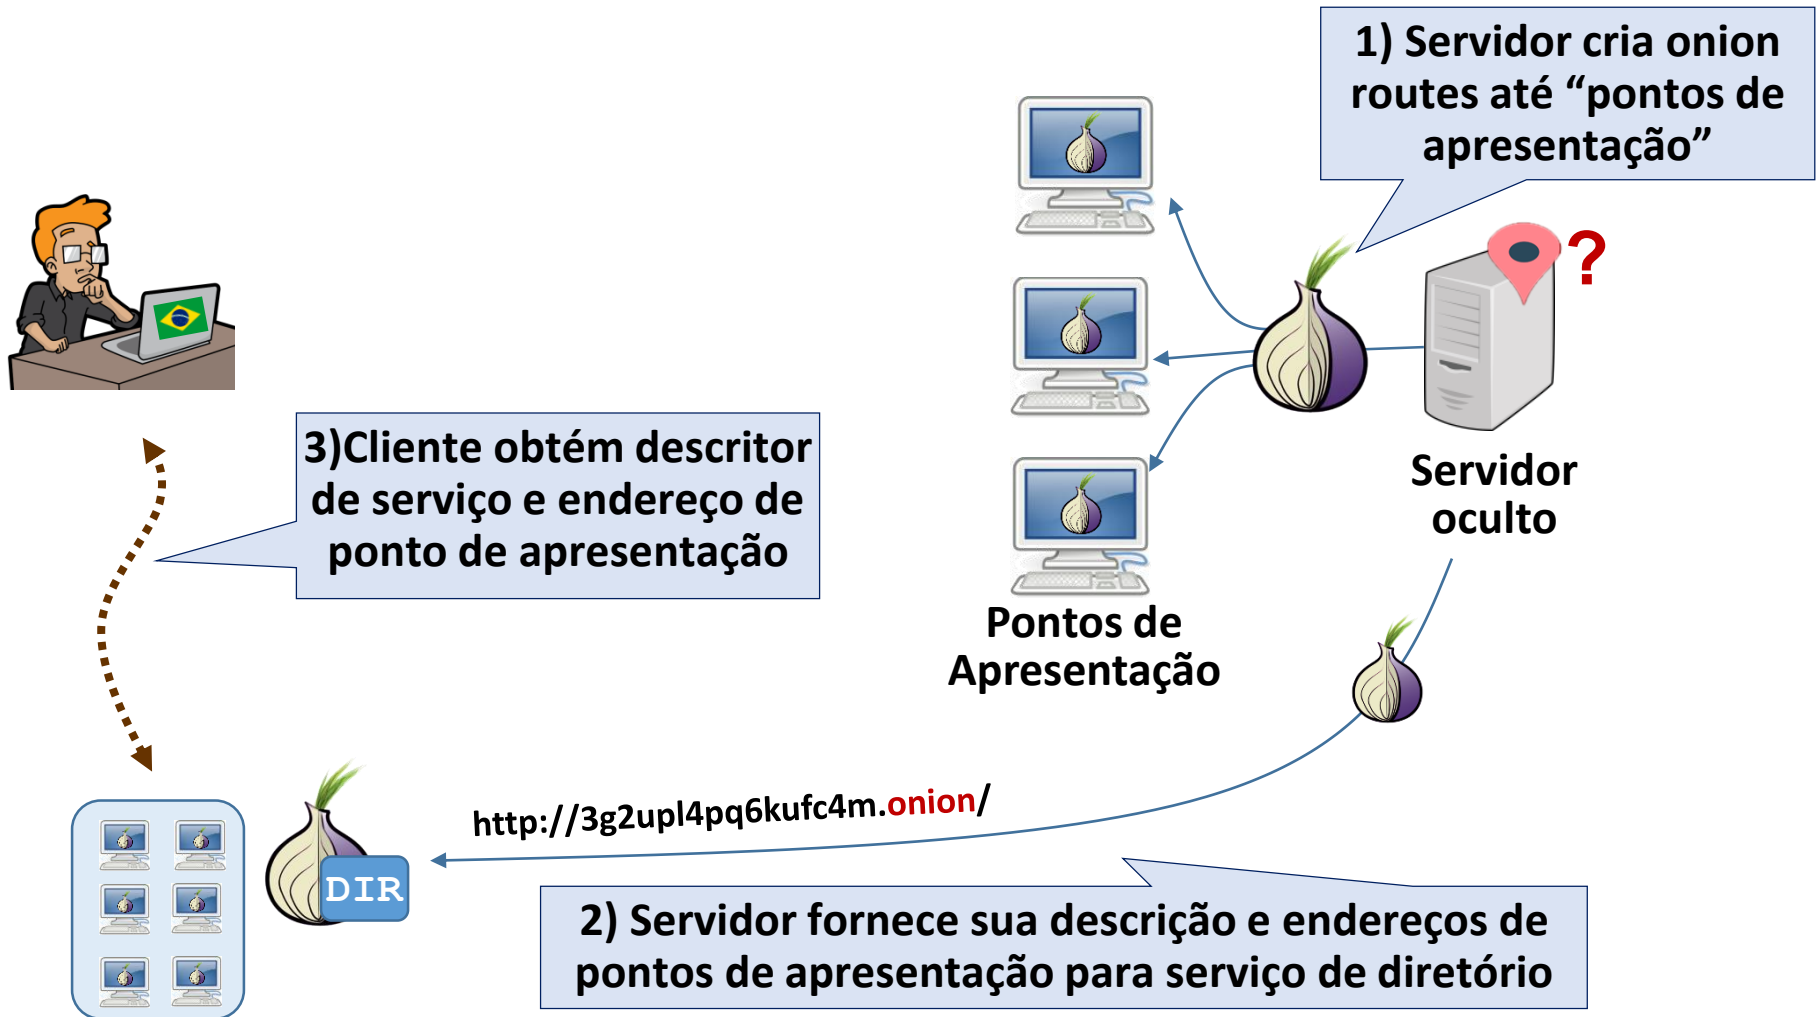 1) Servidor cria onion
routes até “pontos de
apresentação”
?
Servidor
oculto
Pontos de
Apresentação
3)Cliente obtém descritor
de serviço e endereço de
ponto de apresentação
http://3g2upl4pq6kufc4m.onion/
DIR
2) Servidor fornece sua descrição e endereços de
pontos de apresentação para serviço de diretório